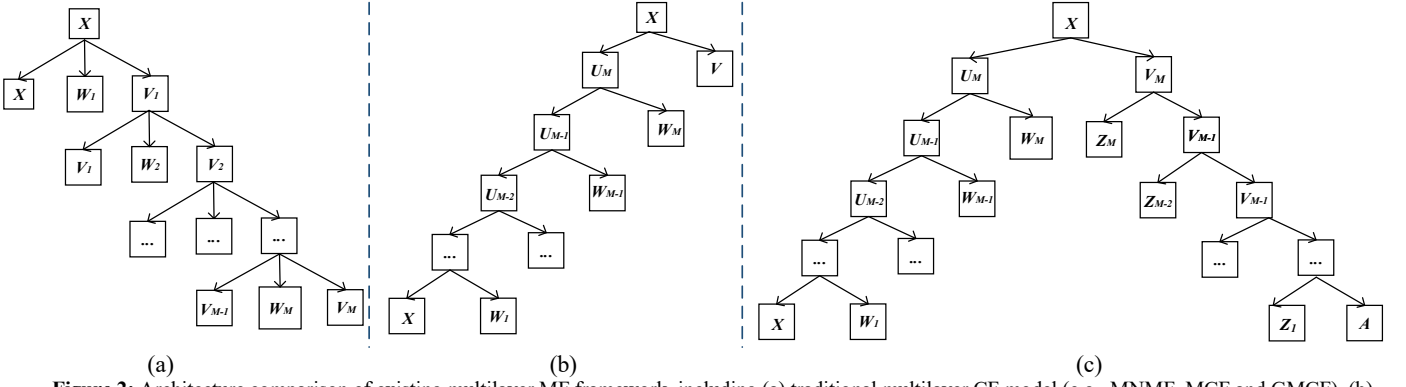 X
X W1 V1
V1 W2 V2
... ... ...
VM-1 WM VM
(a)
X
UM V
UM-1 WM
UM-2 WM-1
... ...
X W1
(b)
X
UM VM
UM-1 WM ZM VM-1
UM-2 WM-1 ZM-2 VM-1
... ... ... ...
X W1 Z1 A
(c)
Figure 2: Architecture comparison of existing multilayer MF framework, including (a) traditional multilayer CF model (e.g., MNMF, MCF and GMCF), (b)